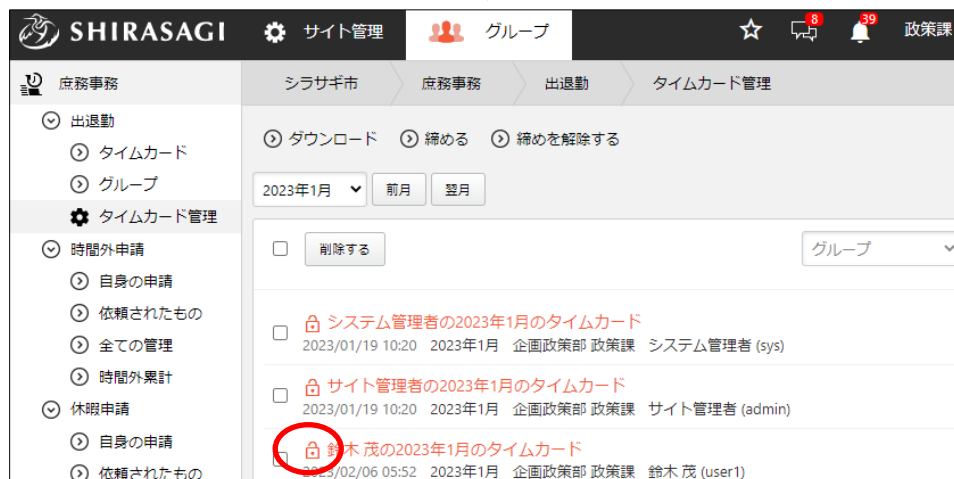 SHIRASAGI サイト管理 グループ 8 39 政策課
庶務事務 シラサギ市 庶務事務 出退勤 タイムカード管理
出退勤
タイムカード
グループ
タイムカード管理
時間外申請
自身の申請
依頼されたもの
全ての管理
時間外累計
休暇申請
自身の申請
依頼されたもの
ダウンロード 締める 締めを解除する
2023年1月 前月 翌月
削除する グループ
システム管理者の2023年1月のタイムカード
2023/01/19 10:20 2023年1月 企画政策部 政策課 システム管理者 (sys)
サイト管理者の2023年1月のタイムカード
2023/01/19 10:20 2023年1月 企画政策部 政策課 サイト管理者 (admin)
鈴木 茂の2023年1月のタイムカード
2023/02/06 05:52 2023年1月 企画政策部 政策課 鈴木 茂 (user1)